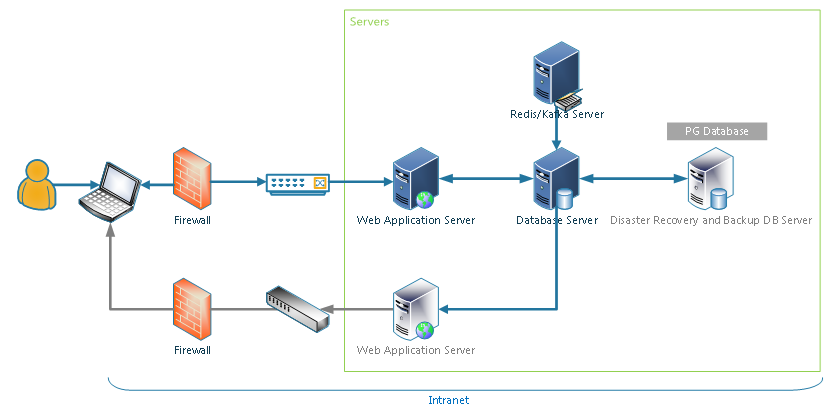 Servers
Redis/Kafka Server
PG Database
Firewall
Web Application Server
Database Server
Disaster Recovery and Backup DB Server
Firewall
Web Application Server
Intranet